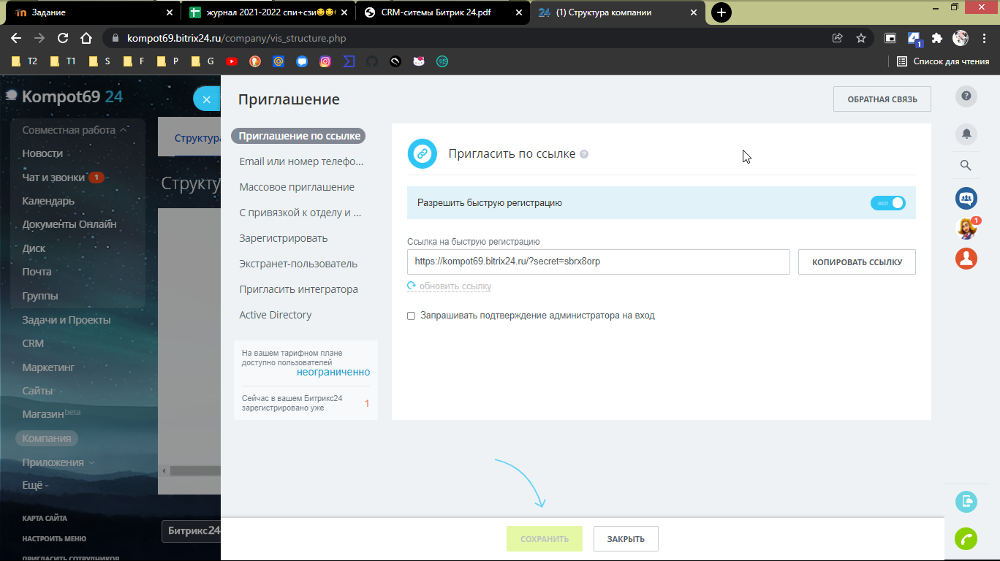 Задание
журнал 2021-2022 спи+сзи😄😄
CRM-ситемы Битрик 24.pdf
24 (1) Структура компании
kompot69.bitrix24.ru/company/vis_structure.php
T2 T1 S F P G
1
Список для чтения
Kompot69 24
Совместная работа
Новости
Чат и звонки 1
Календарь
Документы Онлайн
Диск
Почта
Группы
Задачи и Проекты
CRM
Маркетинг
Сайты
Магазин beta
Компания
Приложения
Ещё -
КАРТА САЙТА
НАСТРОИТЬ МЕНЮ
ПРИГЛАСИТЬ СОТРУДНИКОВ
Структура
Структу
Битрикс24
Приглашение
ОБРАТНАЯ СВЯЗЬ
Приглашение по ссылке
Email или номер телефо...
Массовое приглашение
С привязкой к отделу и ...
Зарегистрировать
Экстранет-пользователь
Пригласить интегратора
Active Directory
На вашем тарифном плане
доступно пользователей
неограниченно
Сейчас в вашем Битрикс24
зарегистрировано уже
1
Пригласить по ссылке ?
Разрешить быструю регистрацию
вкл
Ссылка на быструю регистрацию
https://kompot69.bitrix24.ru/?secret=sbrx8orp
КОПИРОВАТЬ ССЫЛКУ
обновить ссылку
Запрашивать подтверждение администратора на вход
СОХРАНИТЬ
ЗАКРЫТЬ
?
1